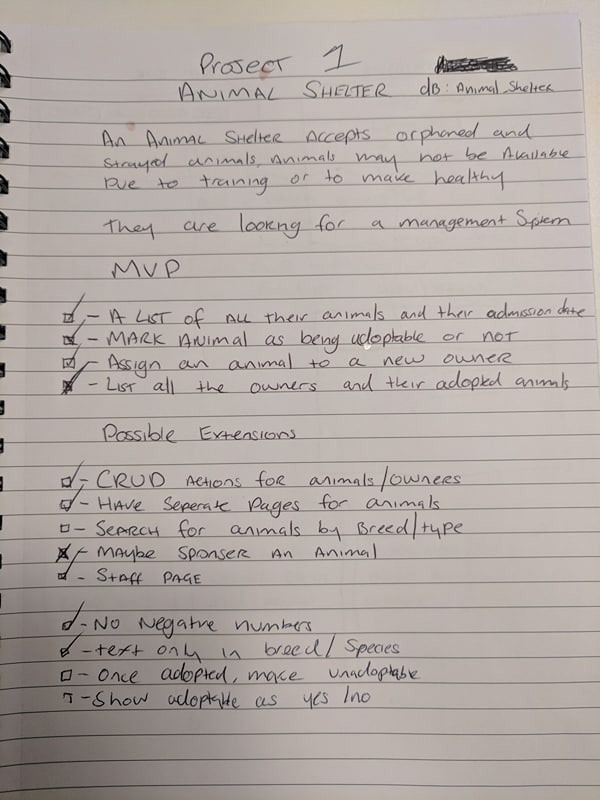 Project 1
ANIMAL SHELTER dB: Animal_Shelter
An Animal Shelter Accepts orphoned and
strayed animals, Animals may not be Available
Due to training or to make healthy
They are looking for a management System
MVP
- A LIST of ALL their animals and their admission date
- MARK Animal as being adoptable or not
- Assign an animal to a new owner
- List all the owners and their adopted animals
Possible Extensions
- CRUD Actions for animals/owners
- Have Seperate Pages for animals
- Search for animals by Breed/type
- Maybe Sponser An Animal
- Staff PAGE
- No Negative numbers
- text only in breed/Species
- Once adopted, make unadoptable
- Show adoptable as yes/no